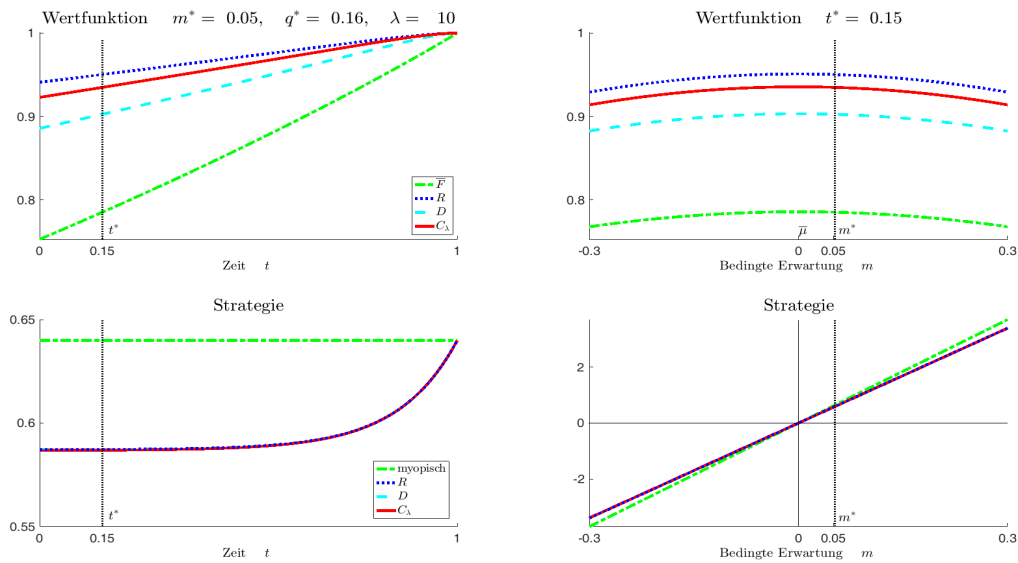 Wertfunktion m* = 0.05, q* = 0.16, λ = 10
1
0.9
0.8
F̅
R
D
C_λ
t*
0 0.15 1
Zeit t
Wertfunktion t* = 0.15
1
0.9
0.8
μ̅ m*
-0.3 0 0.05 0.3
Bedingte Erwartung m
Strategie
0.65
0.6
0.55
myopisch
R
D
C_λ
t*
0 0.15 1
Zeit t
Strategie
2
0
-2
m*
-0.3 0 0.05 0.3
Bedingte Erwartung m